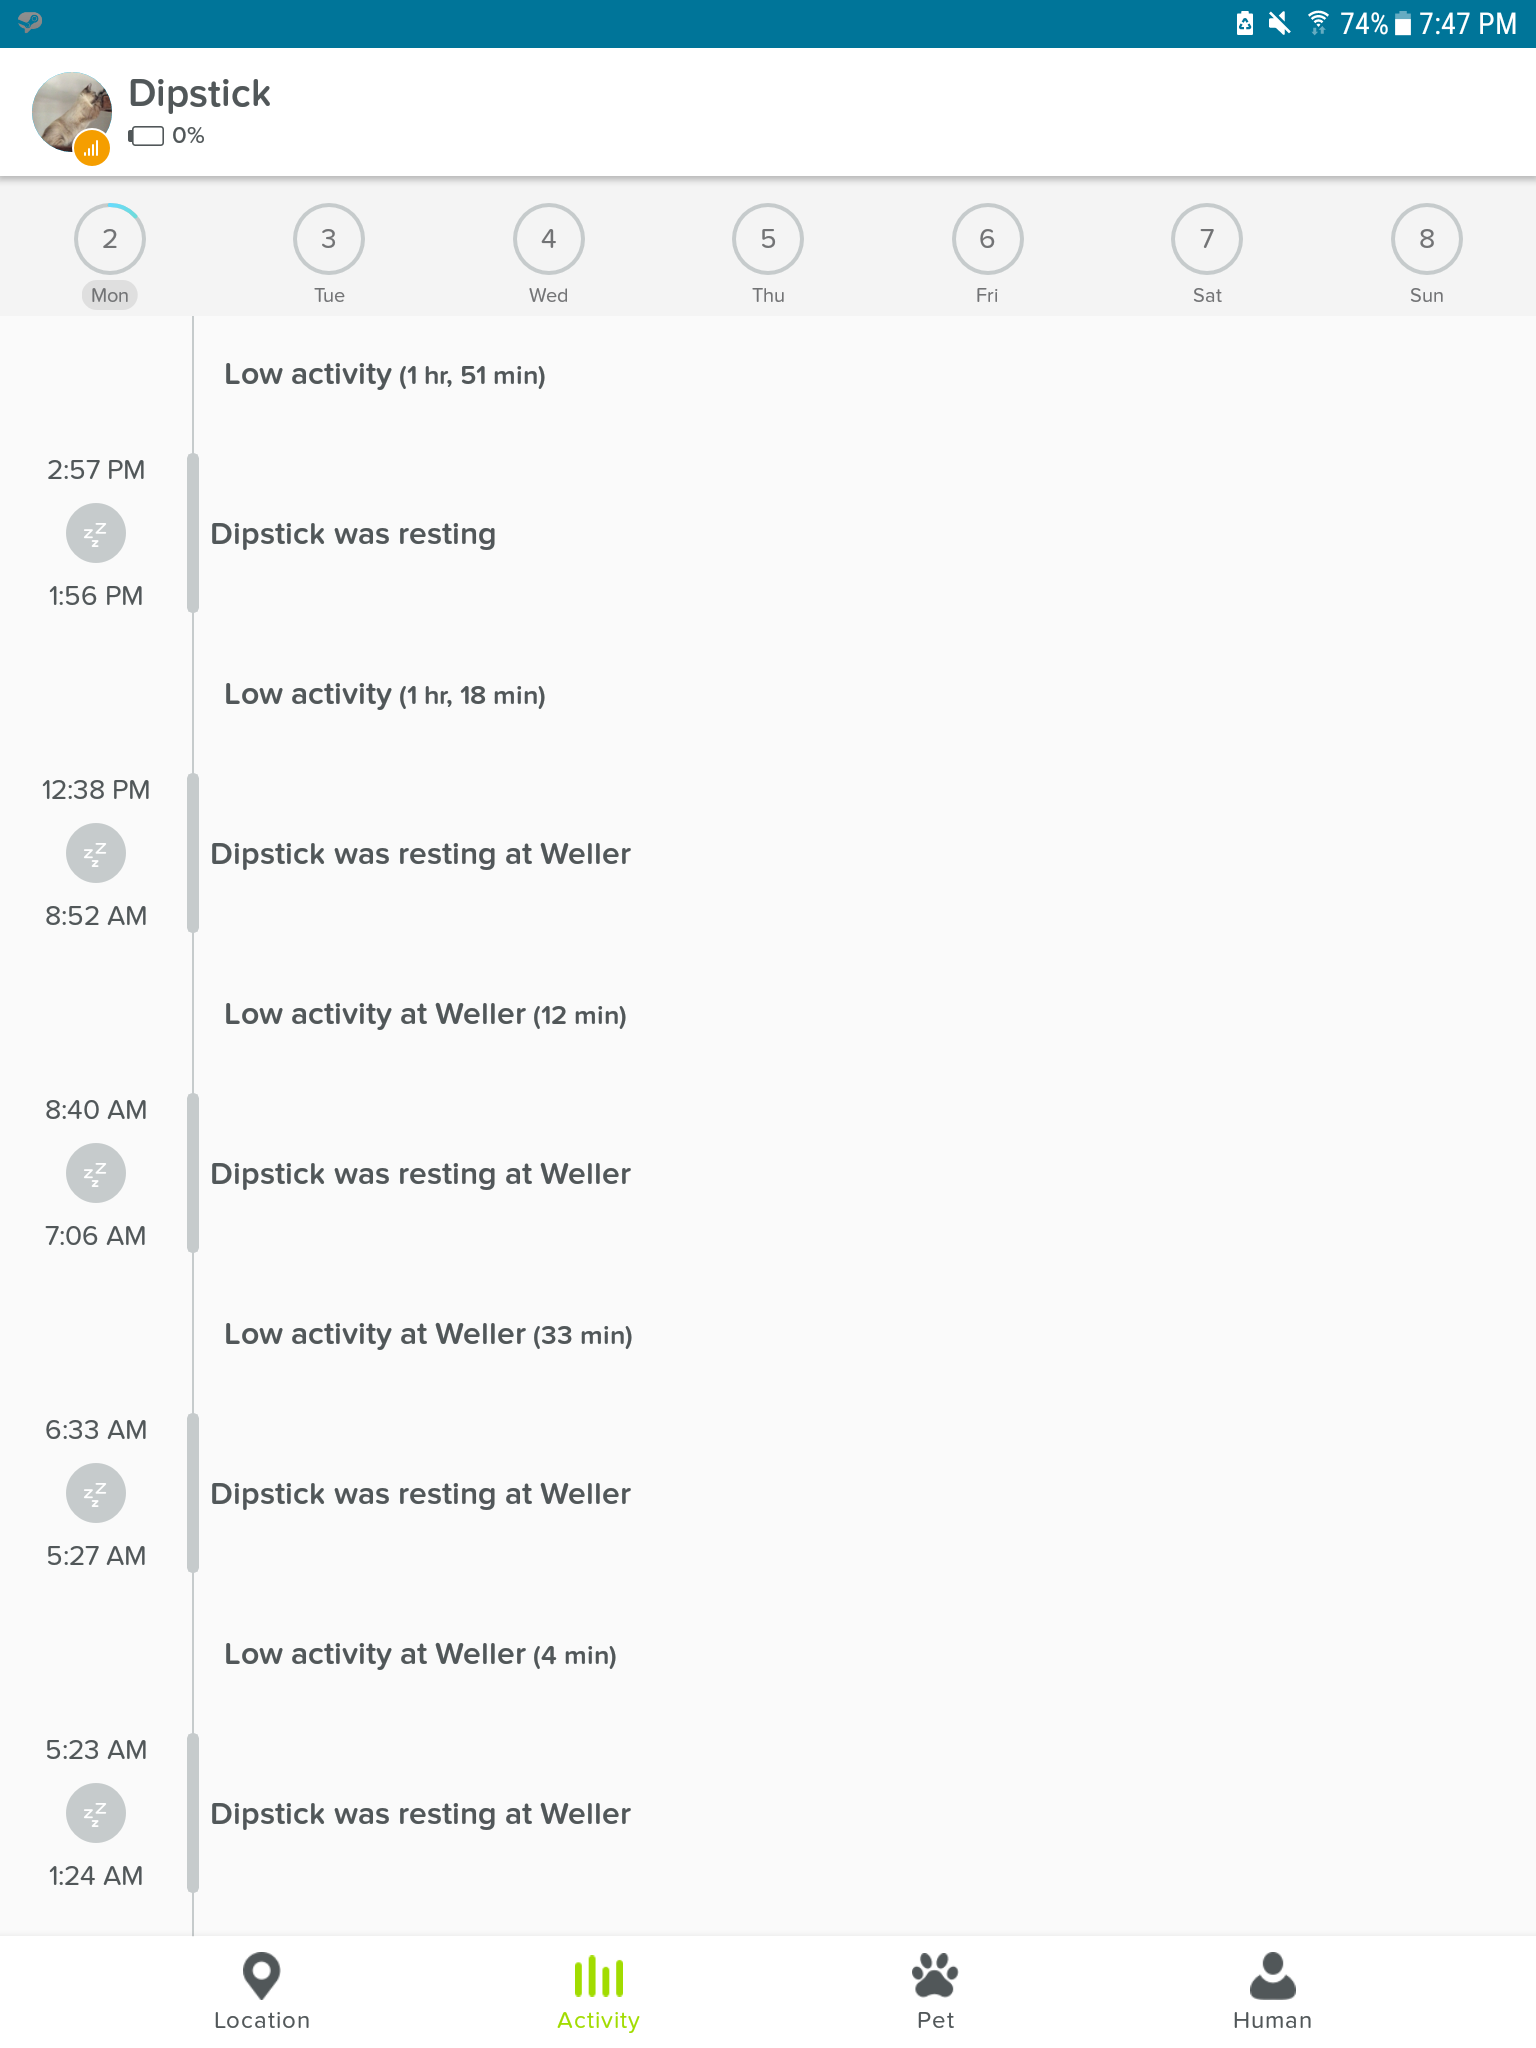 74% 7:47 PM
Dipstick
0%
2 3 4 5 6 7 8
Mon Tue Wed Thu Fri Sat Sun
Low activity (1 hr, 51 min)
2:57 PM
zzz
Dipstick was resting
1:56 PM
Low activity (1 hr, 18 min)
12:38 PM
zzz
Dipstick was resting at Weller
8:52 AM
Low activity at Weller (12 min)
8:40 AM
zzz
Dipstick was resting at Weller
7:06 AM
Low activity at Weller (33 min)
6:33 AM
zzz
Dipstick was resting at Weller
5:27 AM
Low activity at Weller (4 min)
5:23 AM
zzz
Dipstick was resting at Weller
1:24 AM
Location Activity Pet Human